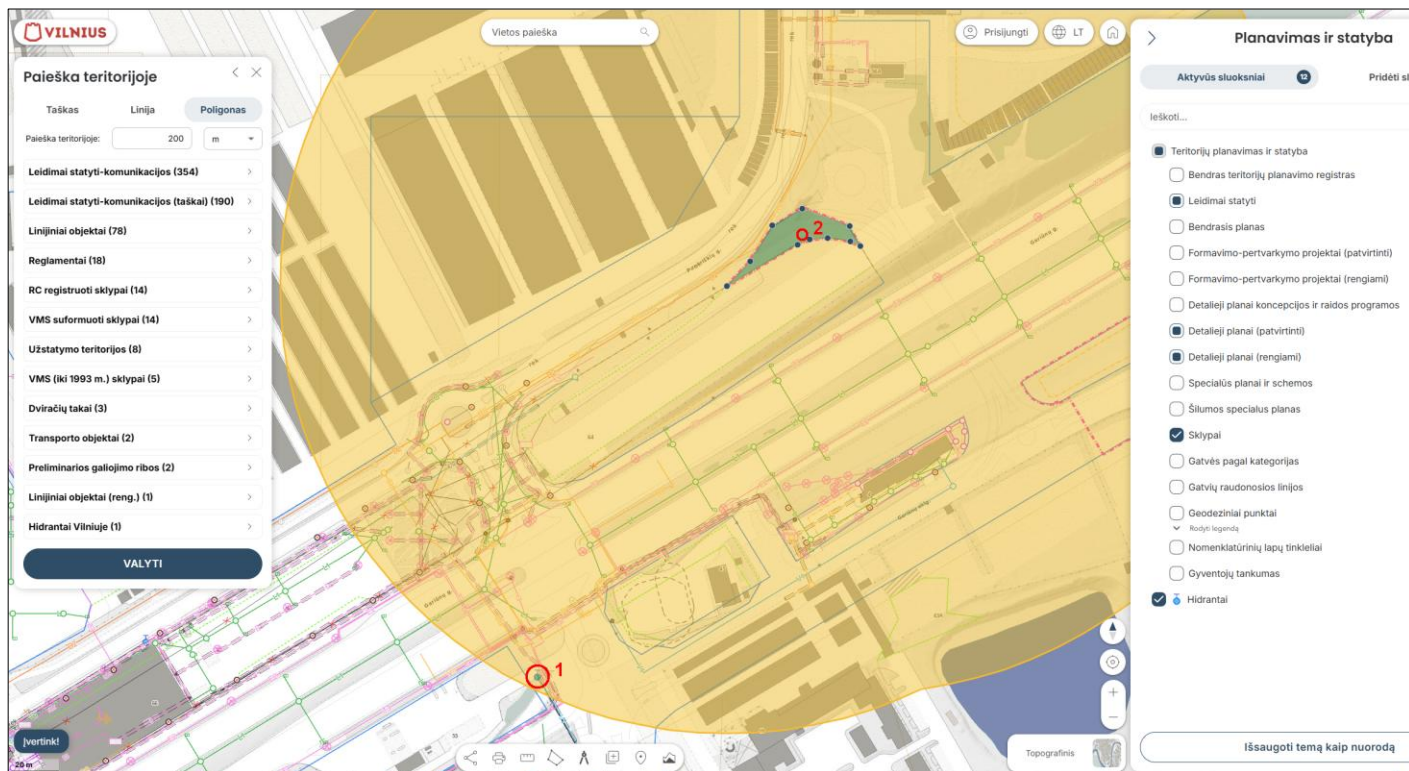 VILNIUS
Vietos paieška
Prisijungti
LT
Paieška teritorijoje
Taškas
Linija
Poligonas
Paieška teritorijoje:
200
m
Leidimai statyti-komunikacijos (354)
Leidimai statyti-komunikacijos (taškai) (190)
Linijiniai objektai (78)
Reglamentai (18)
RC registruoti sklypai (14)
VMS suformuoti sklypai (14)
Užstatymo teritorijos (8)
VMS (iki 1993 m.) sklypai (5)
Dviračių takai (3)
Transporto objektai (2)
Preliminarios galiojimo ribos (2)
Linijiniai objektai (reng.) (1)
Hidrantai Vilniuje (1)
VALYTI
2
1
Įvertink!
20 m
Topografinis
Planavimas ir statyba
Aktyvūs sluoksniai
12
Pridėti sl
Ieškoti...
Teritorijų planavimas ir statyba
Bendras teritorijų planavimo registras
Leidimai statyti
Bendrasis planas
Formavimo-pertvarkymo projektai (patvirtinti)
Formavimo-pertvarkymo projektai (rengiami)
Detalieji planai koncepcijos ir raidos programos
Detalieji planai (patvirtinti)
Detalieji planai (rengiami)
Specialūs planai ir schemos
Šilumos specialus planas
Sklypai
Gatvės pagal kategorijas
Gatvių raudonosios linijos
Geodeziniai punktai
Rodyti legendą
Nomenklatūrinių lapų tinkleliai
Gyventojų tankumas
Hidrantai
Išsaugoti temą kaip nuorodą